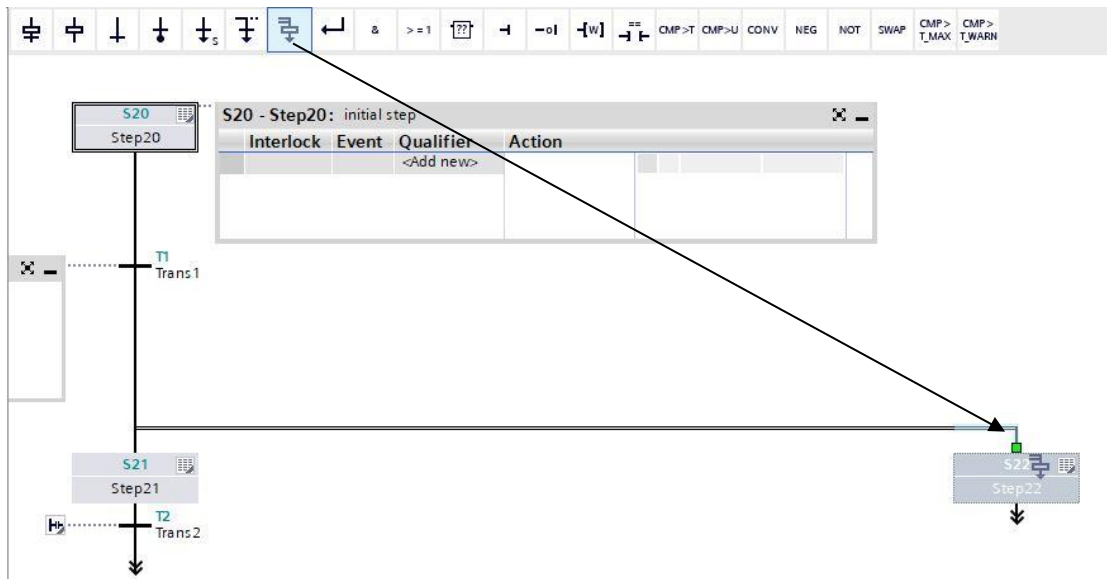 & >=1 ?? [W] == CMP>T CMP>U CONV NEG NOT SWAP CMP> T_MAX CMP> T_WARN
S
S20
Step20
S20 - Step20: initial step
Interlock Event Qualifier Action
<Add new>
T1
Trans1
S21
Step21
S22
Step22
T2
Trans2